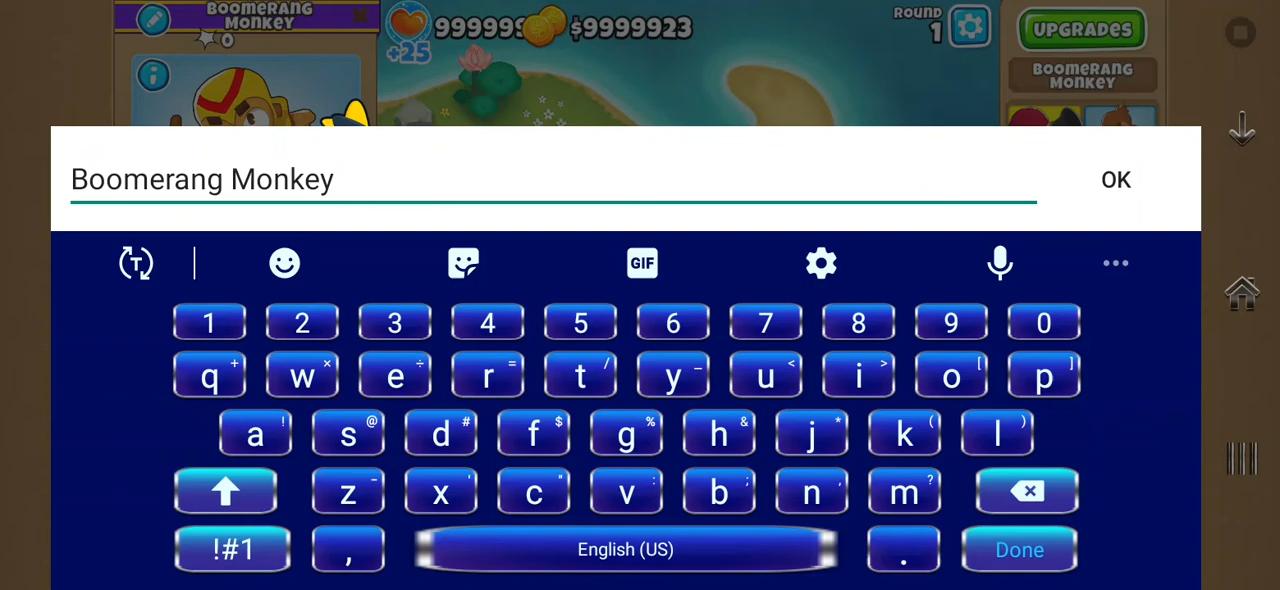 BOOMERANG
MONKEY
0
+25
999999
$9999923
ROUND
1
UPGRADES
BOOMERANG
MONKEY
Boomerang Monkey
OK
T
GIF
1 2 3 4 5 6 7 8 9 0
q + w × e ÷ r = t / y _ u < i > o [ p ]
a ! s @ d # f $ g % h & j * k ( l )
z - x ' c " v : b ; n , m ?
!#1 , English (US) . Done